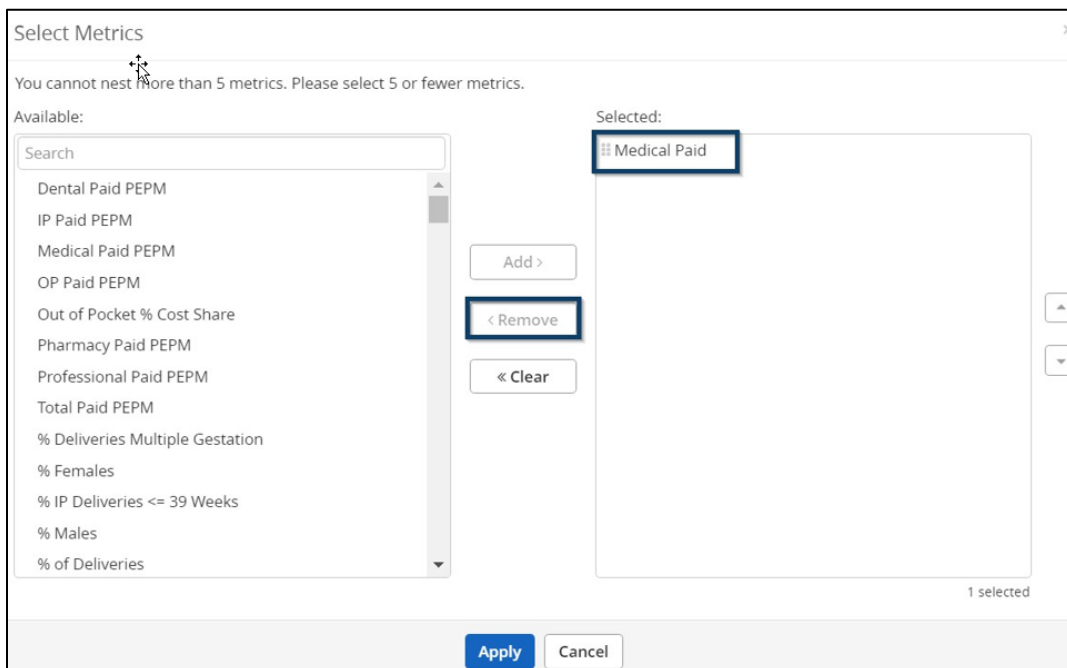 Select Metrics
You cannot nest more than 5 metrics. Please select 5 or fewer metrics.
Available:
Search
Dental Paid PEPM
IP Paid PEPM
Medical Paid PEPM
OP Paid PEPM
Out of Pocket % Cost Share
Pharmacy Paid PEPM
Professional Paid PEPM
Total Paid PEPM
% Deliveries Multiple Gestation
% Females
% IP Deliveries <= 39 Weeks
% Males
% of Deliveries
Add >
< Remove
« Clear
Selected:
Medical Paid
1 selected
Apply
Cancel